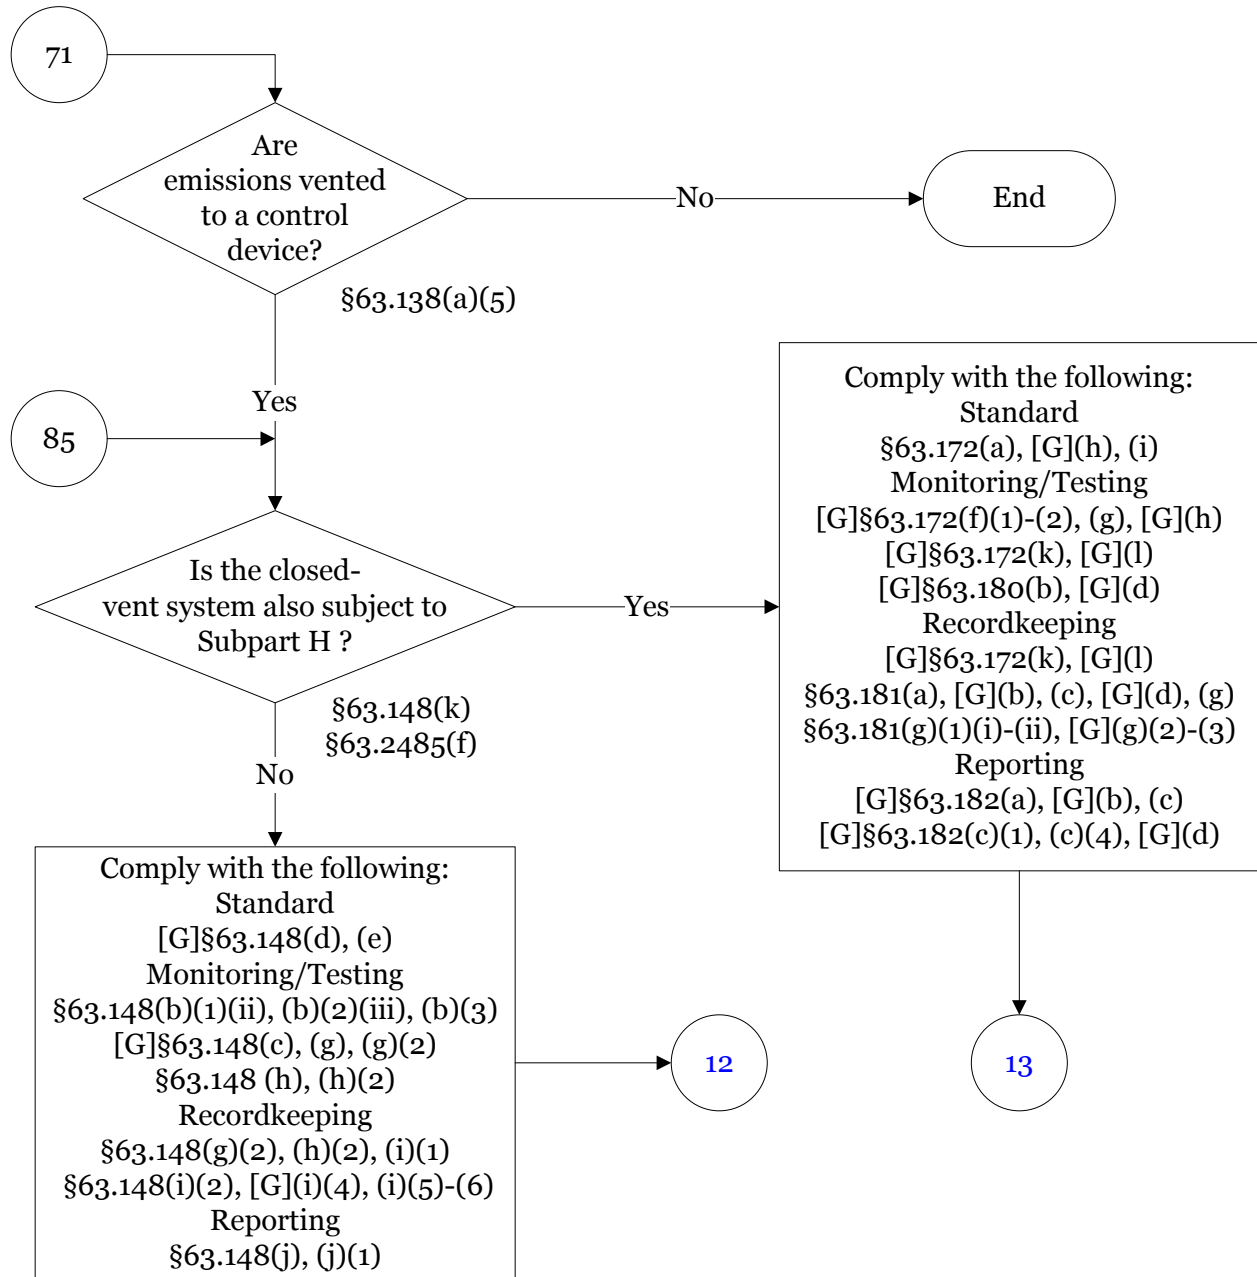 71
Are
emissions vented
to a control
device?
No
End
§63.138(a)(5)
Yes
85
Is the closed-
vent system also subject to
Subpart H ?
Yes
§63.148(k)
§63.2485(f)
No
Comply with the following:
Standard
§63.172(a), [G](h), (i)
Monitoring/Testing
[G]§63.172(f)(1)-(2), (g), [G](h)
[G]§63.172(k), [G](l)
[G]§63.180(b), [G](d)
Recordkeeping
[G]§63.172(k), [G](l)
§63.181(a), [G](b), (c), [G](d), (g)
§63.181(g)(1)(i)-(ii), [G](g)(2)-(3)
Reporting
[G]§63.182(a), [G](b), (c)
[G]§63.182(c)(1), (c)(4), [G](d)
Comply with the following:
Standard
[G]§63.148(d), (e)
Monitoring/Testing
§63.148(b)(1)(ii), (b)(2)(iii), (b)(3)
[G]§63.148(c), (g), (g)(2)
§63.148 (h), (h)(2)
Recordkeeping
§63.148(g)(2), (h)(2), (i)(1)
§63.148(i)(2), [G](i)(4), (i)(5)-(6)
Reporting
§63.148(j), (j)(1)
12
13